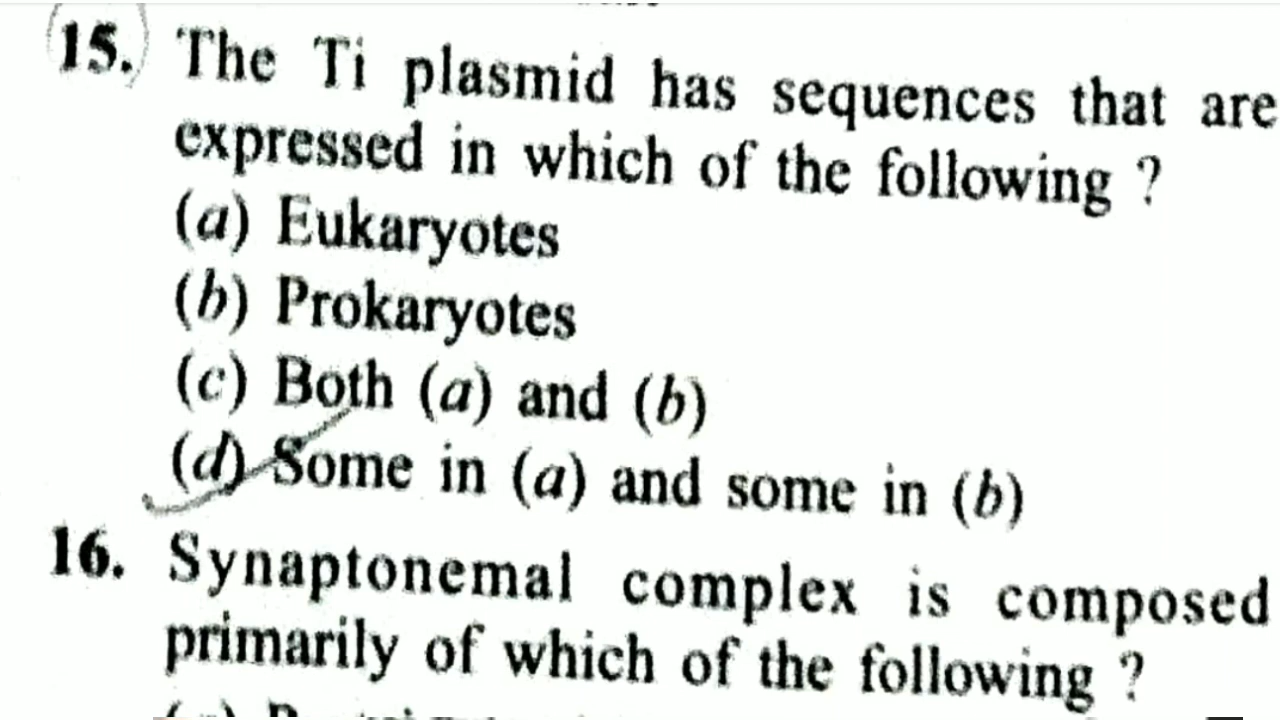 15. The Ti plasmid has sequences that are
expressed in which of the following ?
(a) Eukaryotes
(b) Prokaryotes
(c) Both (a) and (b)
(d) Some in (a) and some in (b)
16. Synaptonemal complex is composed
primarily of which of the following ?